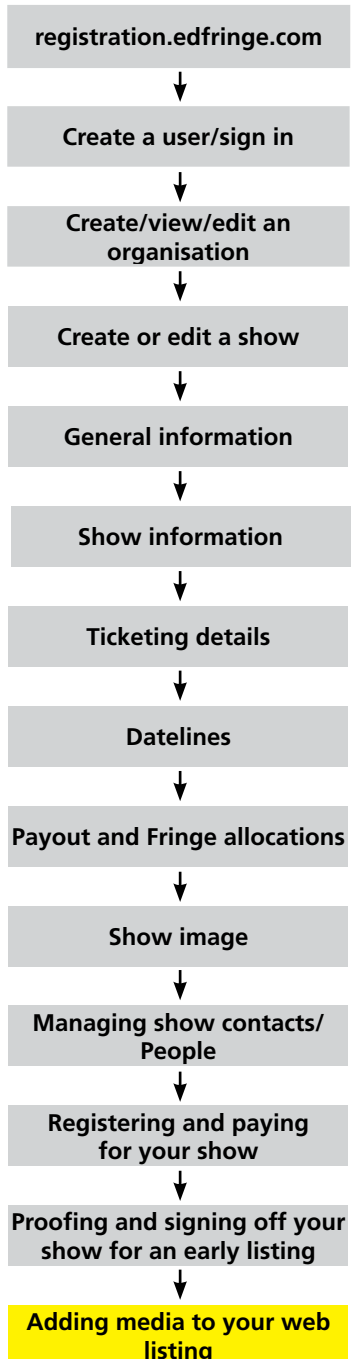 registration.edfringe.com
Create a user/sign in
Create/view/edit an
organisation
Create or edit a show
General information
Show information
Ticketing details
Datelines
Payout and Fringe allocations
Show image
Managing show contacts/
People
Registering and paying
for your show
Proofing and signing off your
show for an early listing
Adding media to your web
listing